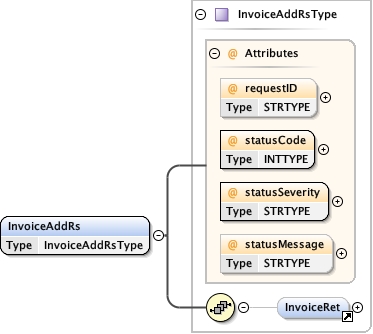 InvoiceAddRsType
@ Attributes
@ requestID
Type STRTYPE
@ statusCode
Type INTTYPE
@ statusSeverity
Type STRTYPE
@ statusMessage
Type STRTYPE
InvoiceAddRs
Type InvoiceAddRsType
InvoiceRet